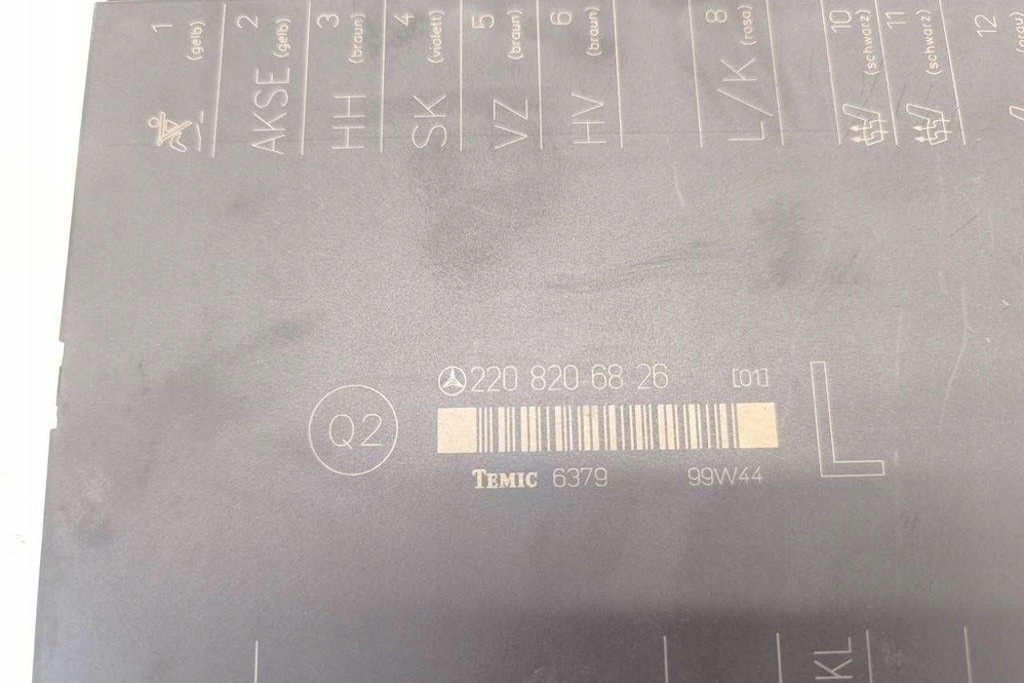 1 (gelb)
AKSE 2 (gelb)
HH 3 (braun)
SK 4 (violett)
VZ 5 (braun)
HV 6 (braun)
L/K 8 (rosa)
10 (schwarz)
11 (schwarz)
12 (grau)
220 820 68 26 [01]
Q2
L
TEMIC 6379 99W44
KL